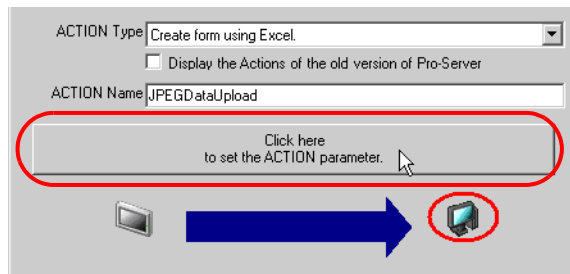 ACTION Type Create form using Excel.
Display the Actions of the old version of Pro-Server
ACTION Name JPEGDataUpload
Click here
to set the ACTION parameter.